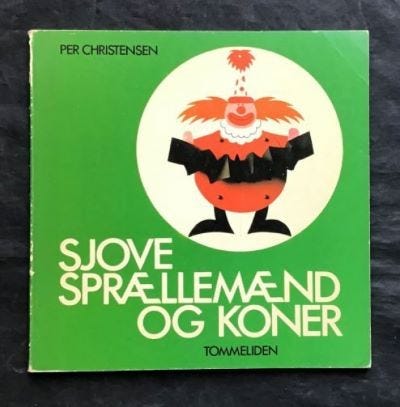 PER CHRISTENSEN
SJOVE
SPRÆLLEMÆND
OG KONER
TOMMELIDEN